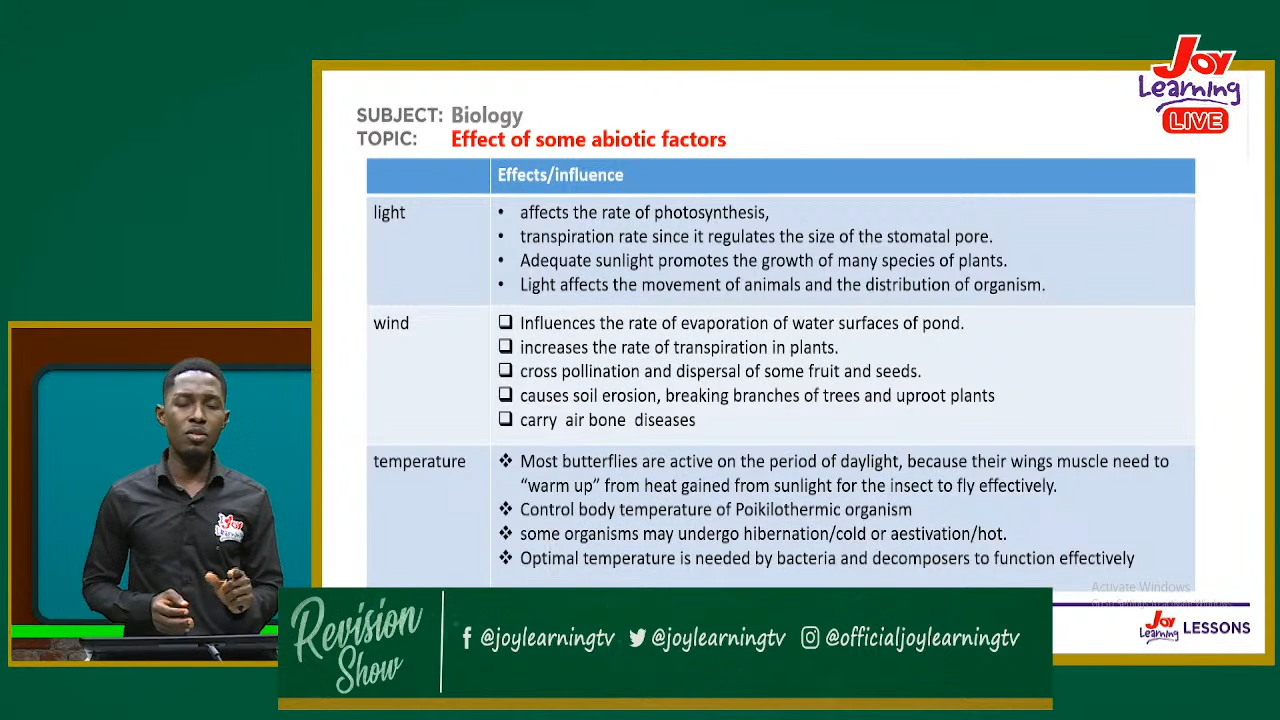 Joy
Learning
LIVE
SUBJECT: Biology
TOPIC: Effect of some abiotic factors
Effects/influence
light
• affects the rate of photosynthesis,
• transpiration rate since it regulates the size of the stomatal pore.
• Adequate sunlight promotes the growth of many species of plants.
• Light affects the movement of animals and the distribution of organism.
wind
❑ Influences the rate of evaporation of water surfaces of pond.
❑ increases the rate of transpiration in plants.
❑ cross pollination and dispersal of some fruit and seeds.
❑ causes soil erosion, breaking branches of trees and uproot plants
❑ carry air bone diseases
temperature
❖ Most butterflies are active on the period of daylight, because their wings muscle need to
“warm up” from heat gained from sunlight for the insect to fly effectively.
❖ Control body temperature of Poikilothermic organism
❖ some organisms may undergo hibernation/cold or aestivation/hot.
❖ Optimal temperature is needed by bacteria and decomposers to function effectively
Activate Windows
Joy
Learning LESSONS
Joy
Learning
Revision
Show
@joylearningtv @joylearningtv @officialjoylearningtv